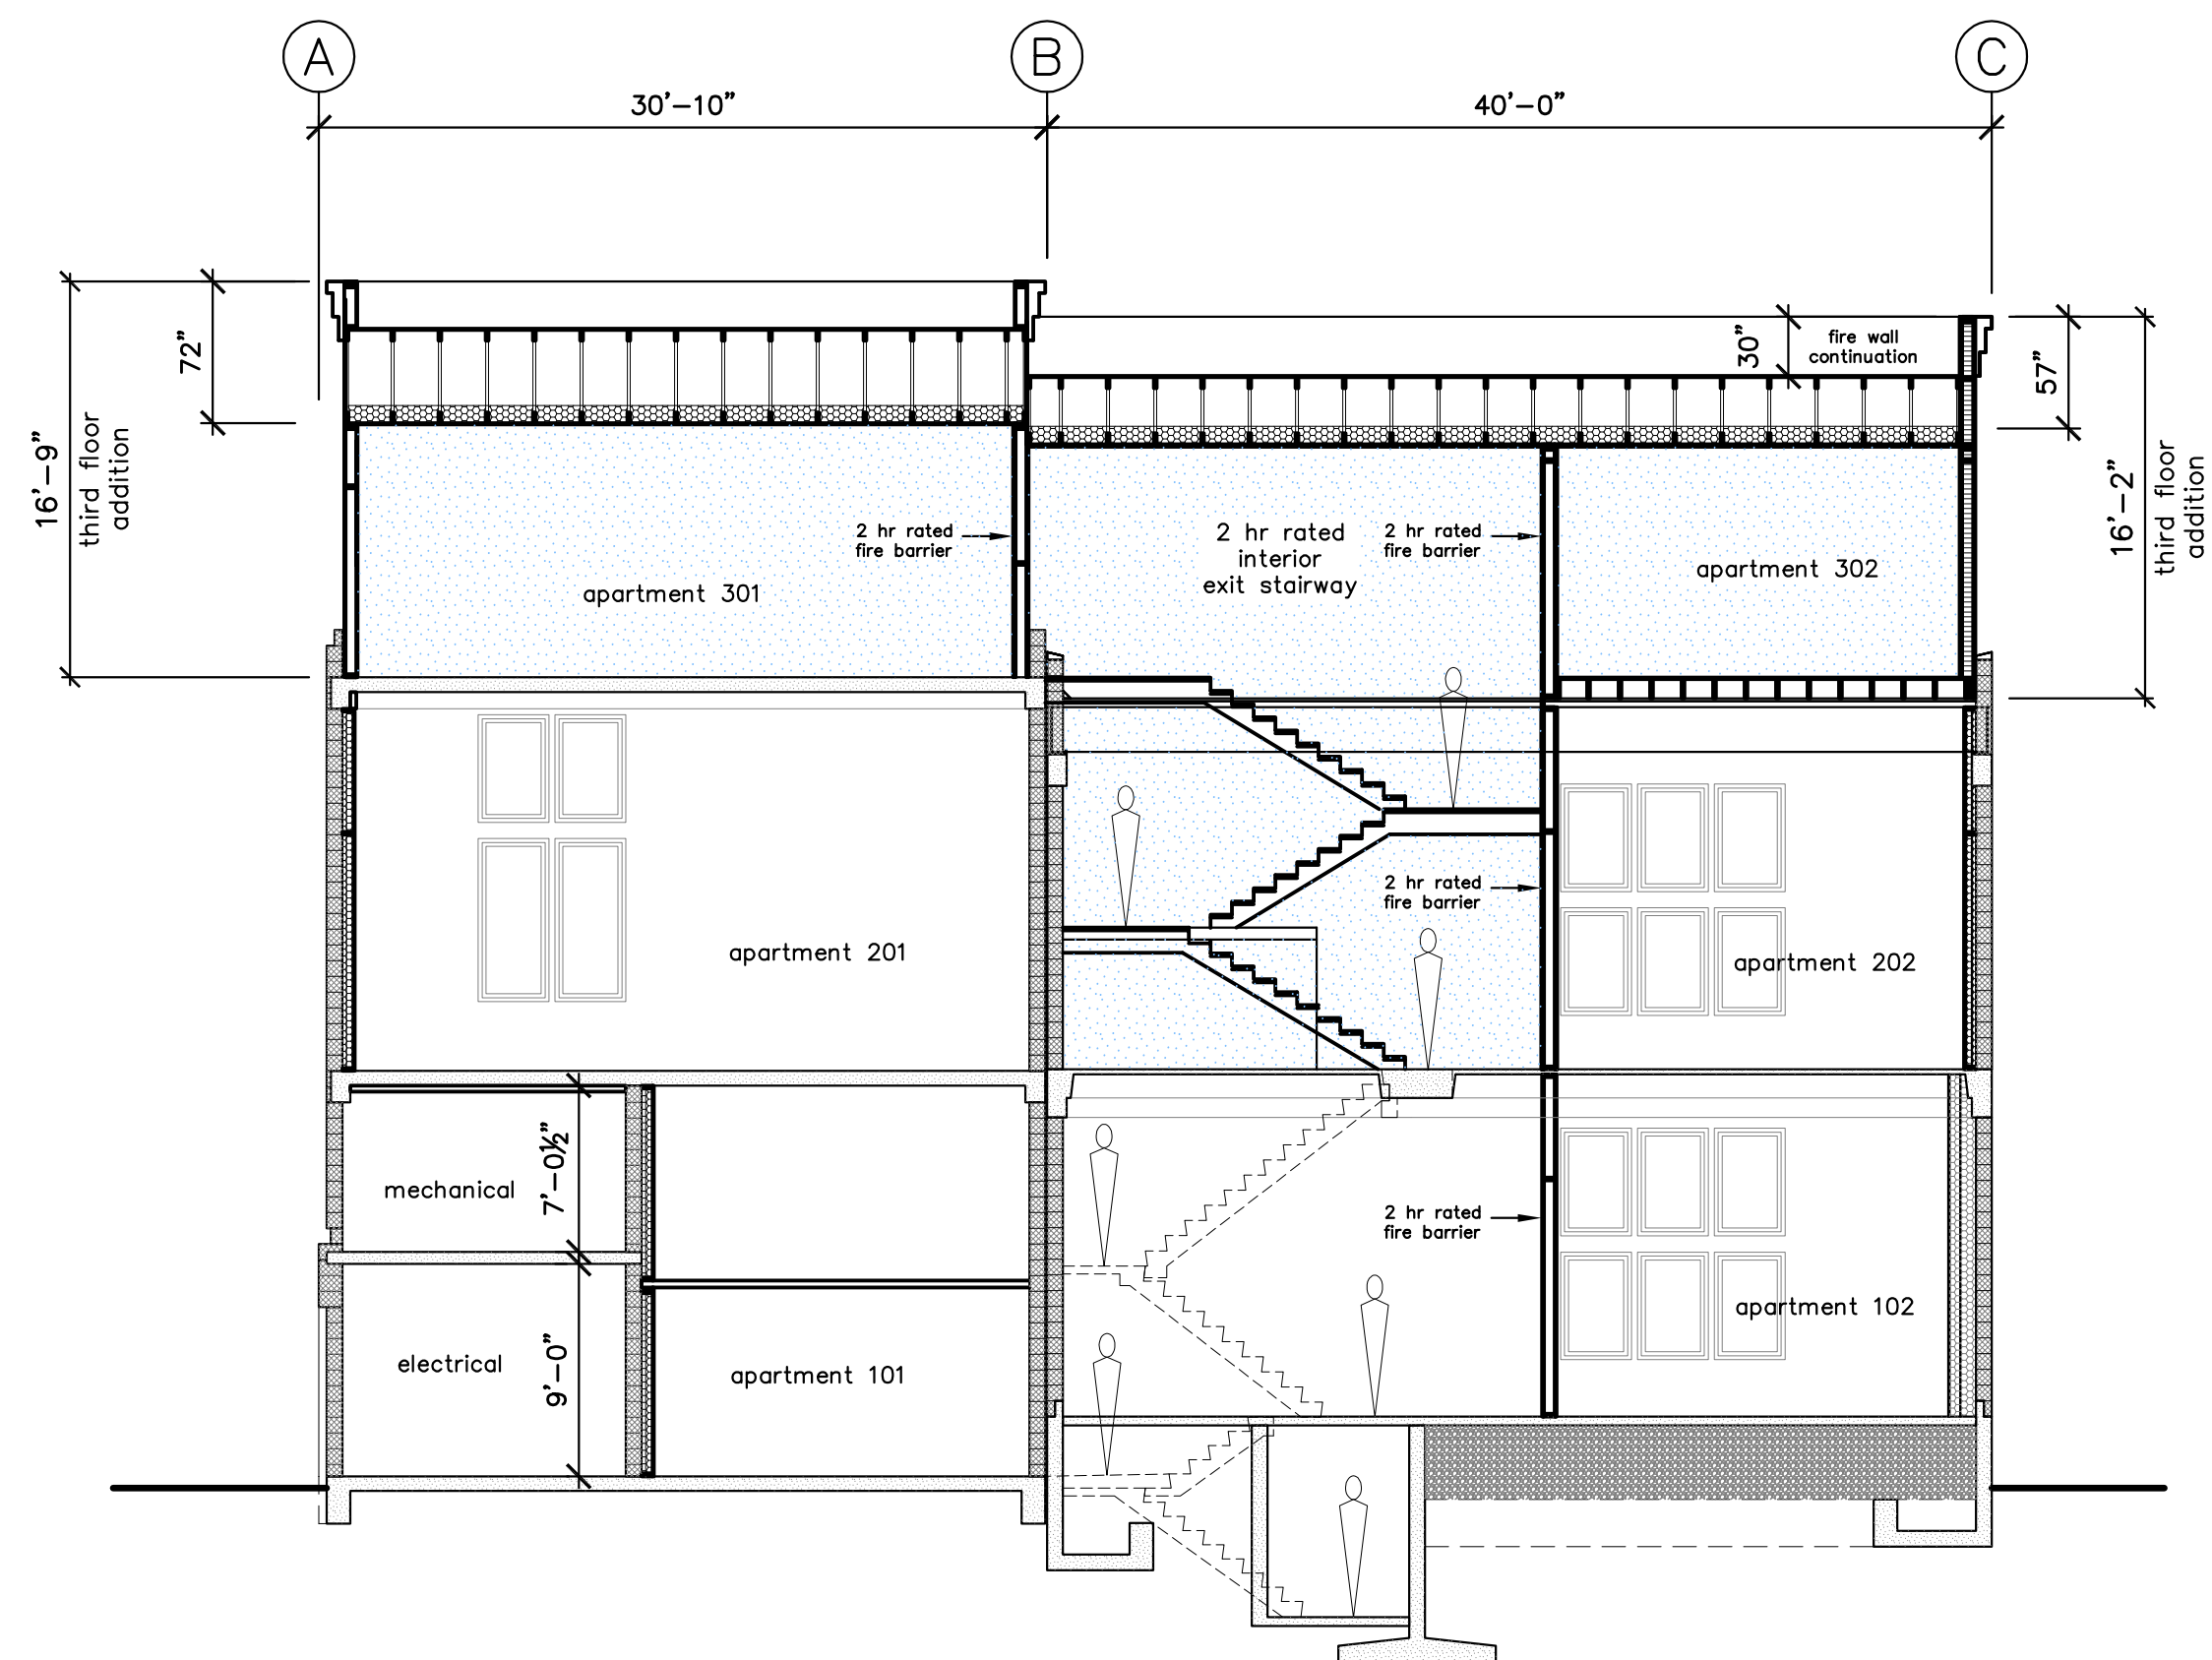 A
B
C
30'-10"
40'-0"
72"
16'-9"
third floor
addition
30"
fire wall
continuation
57"
16'-2"
third floor
addition
2 hr rated
fire barrier
2 hr rated
interior
exit stairway
2 hr rated
fire barrier
apartment 301
apartment 302
2 hr rated
fire barrier
apartment 201
apartment 202
mechanical
7'-0½"
2 hr rated
fire barrier
electrical
9'-0"
apartment 101
apartment 102